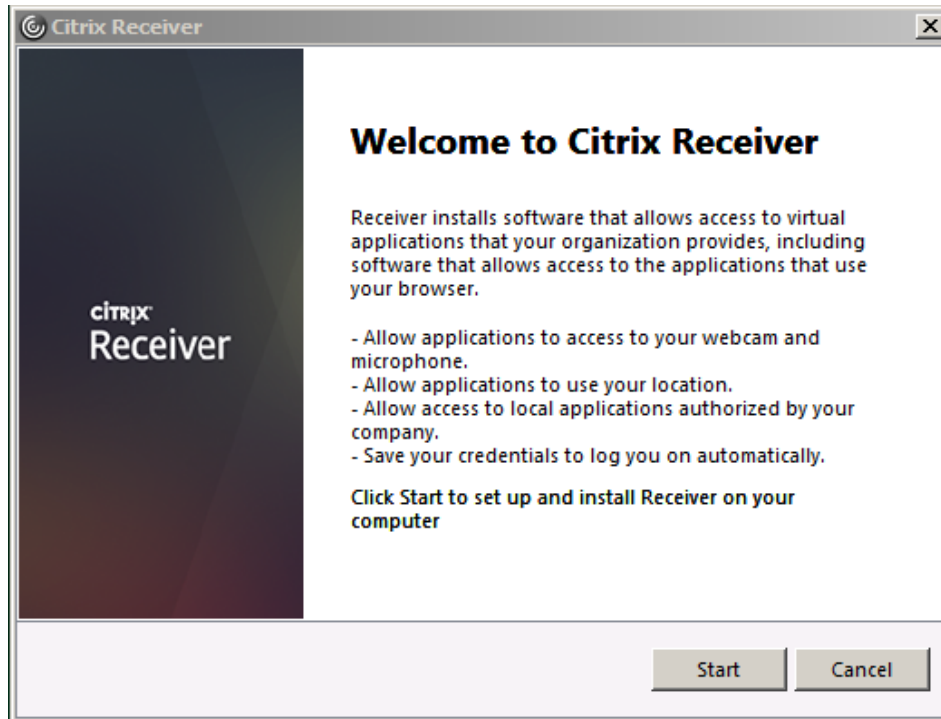 Citrix Receiver
Welcome to Citrix Receiver
Receiver installs software that allows access to virtual
applications that your organization provides, including
software that allows access to the applications that use
your browser.
- Allow applications to access to your webcam and
microphone.
- Allow applications to use your location.
- Allow access to local applications authorized by your
company.
- Save your credentials to log you on automatically.
Click Start to set up and install Receiver on your
computer
CITRIX
Receiver
Start Cancel